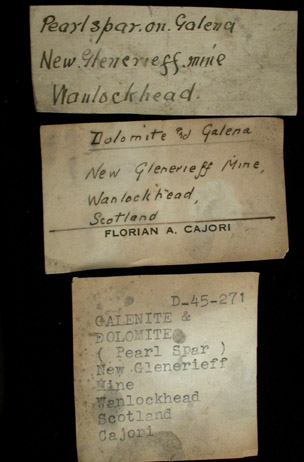 Pearlspar. on. Galena
New. Glenerieff. mine
Wanlockhead.
Dolomite and Galena
New Glenerieff Mine,
Wanlockhead,
Scotland
FLORIAN A. CAJORI
D-45-271
GALENITE &
DOLOMITE
( Pearl Spar )
New Glenerieff
Mine
Wanlockhead
Scotland
Cajori